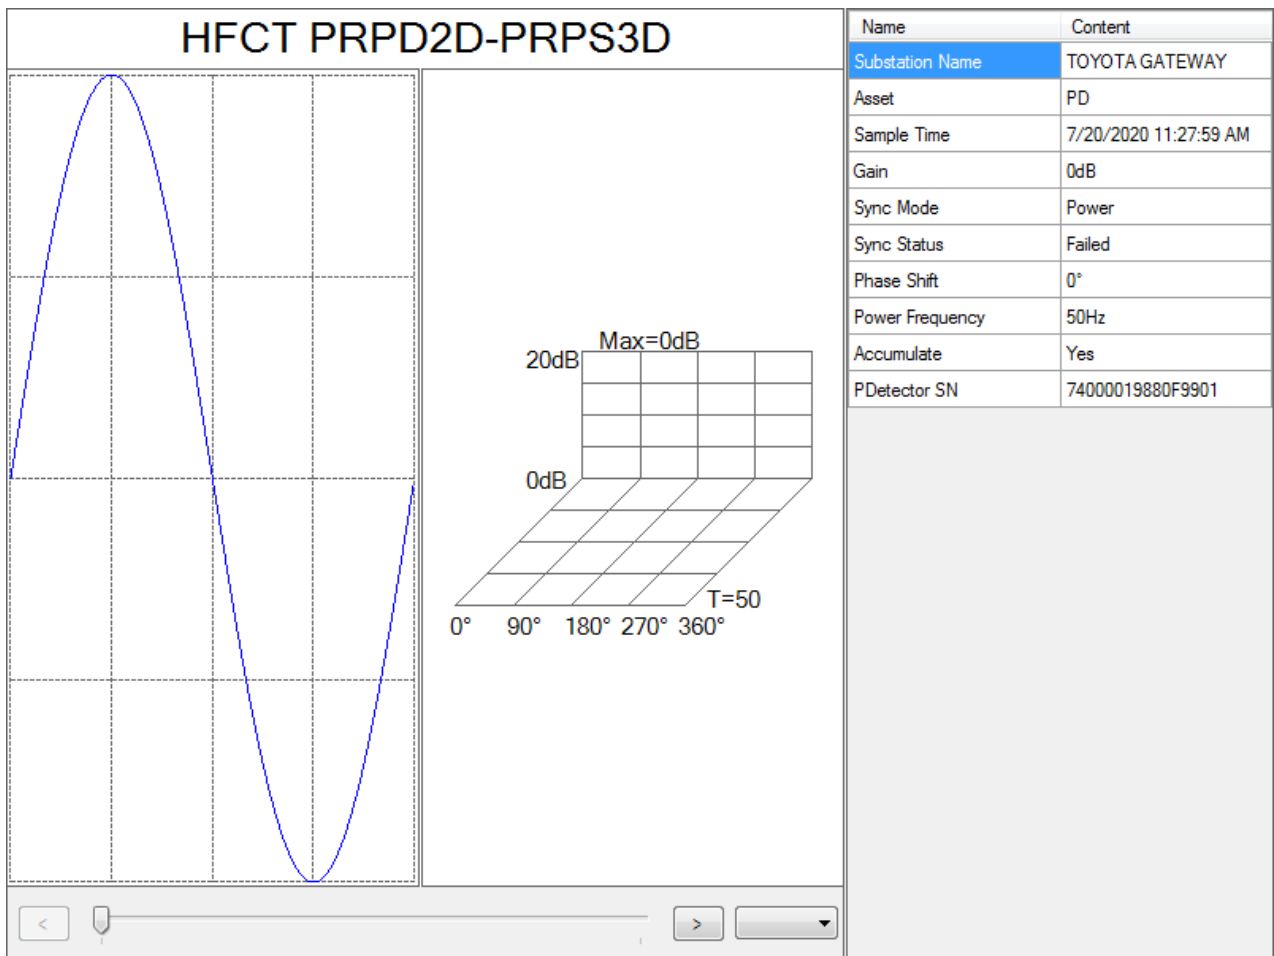 HFCT PRPD2D-PRPS3D
Max=0dB
20dB
0dB
T=50
0° 90° 180° 270° 360°
< >
Name Content
Substation Name TOYOTA GATEWAY
Asset PD
Sample Time 7/20/2020 11:27:59 AM
Gain 0dB
Sync Mode Power
Sync Status Failed
Phase Shift 0°
Power Frequency 50Hz
Accumulate Yes
PDetector SN 74000019880F9901